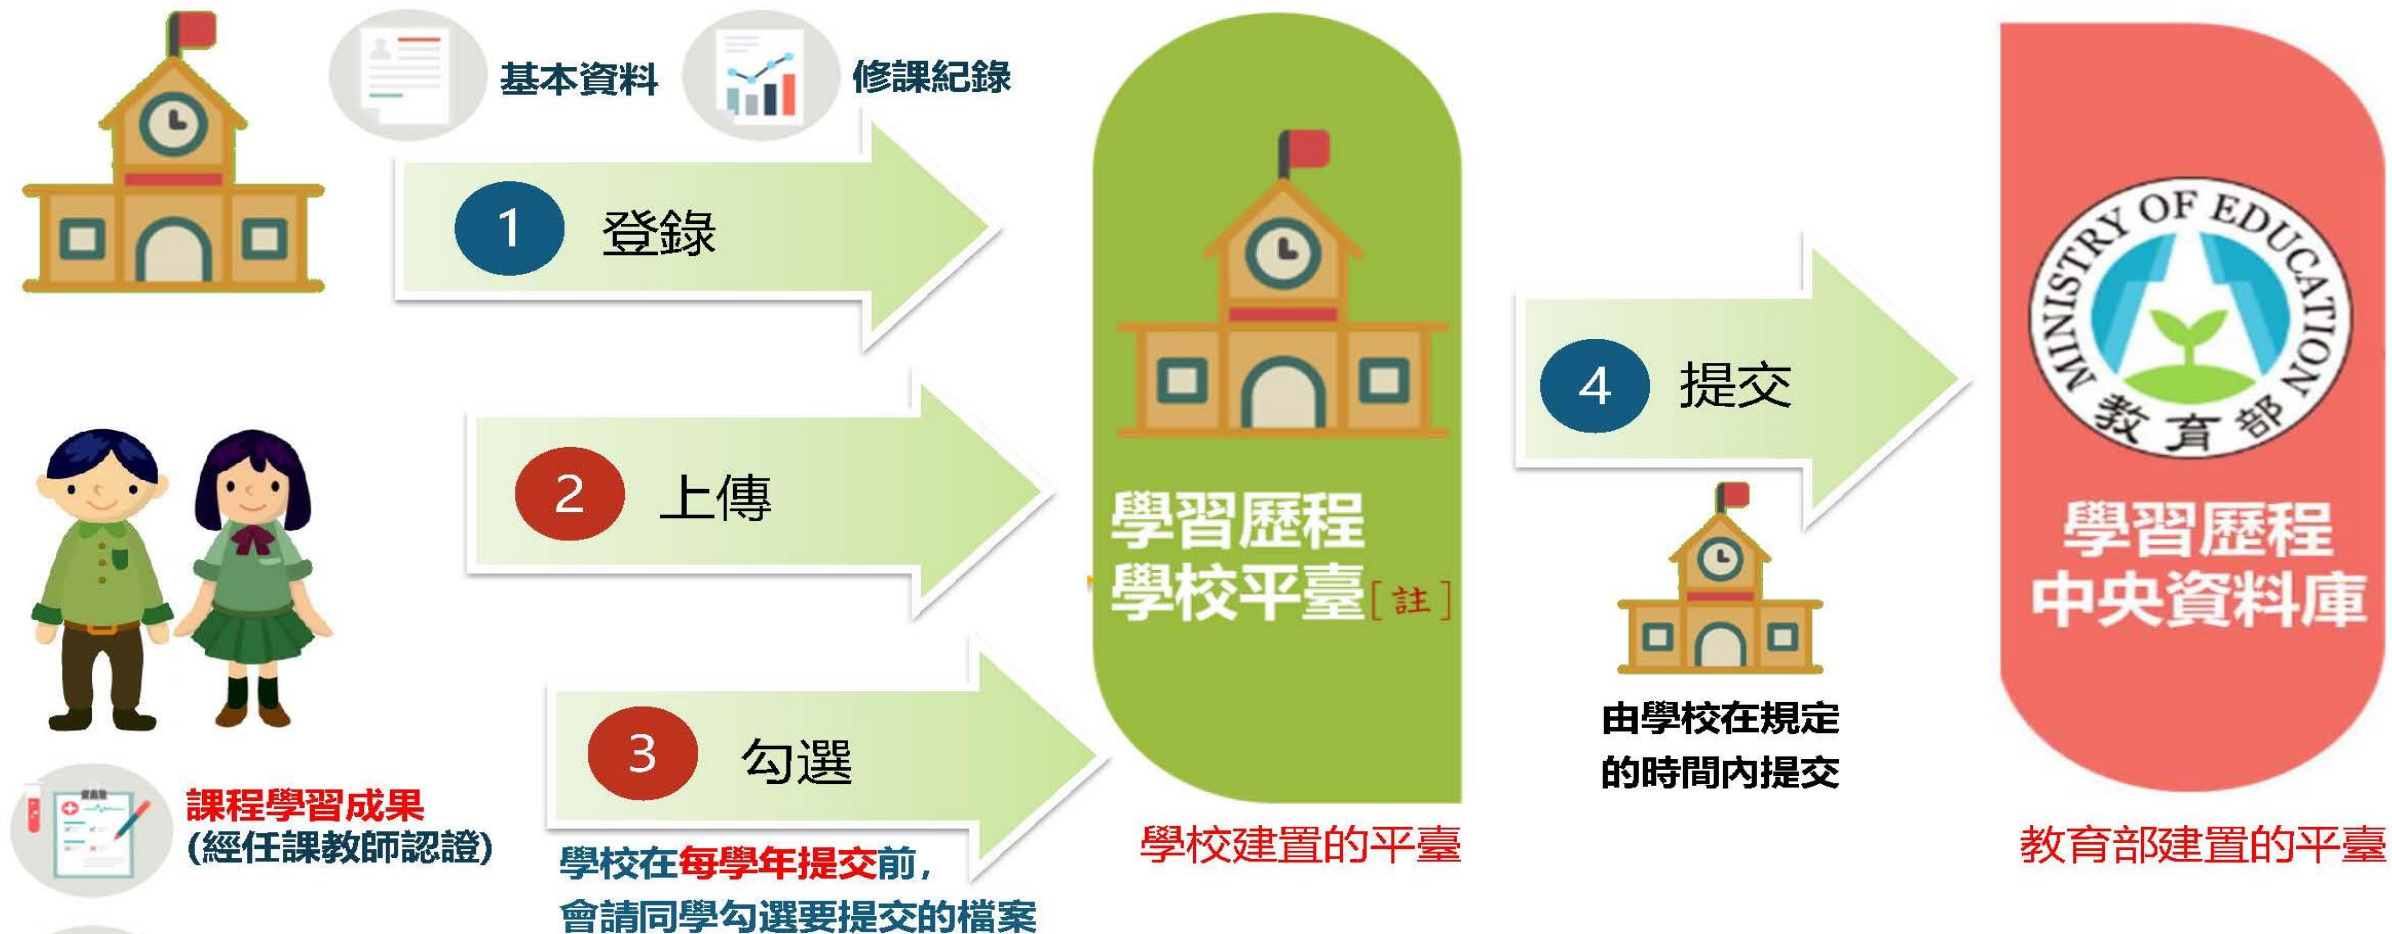 基本資料
修課紀錄
1 登錄
2 上傳
3 勾選
課程學習成果
(經任課教師認證)
學校在每學年提交前,
會請同學勾選要提交的檔案
學習歷程
學校平臺[註]
學校建置的平臺
4 提交
由學校在規定
的時間內提交
MINISTRY OF EDUCATION
教育部
學習歷程
中央資料庫
教育部建置的平臺